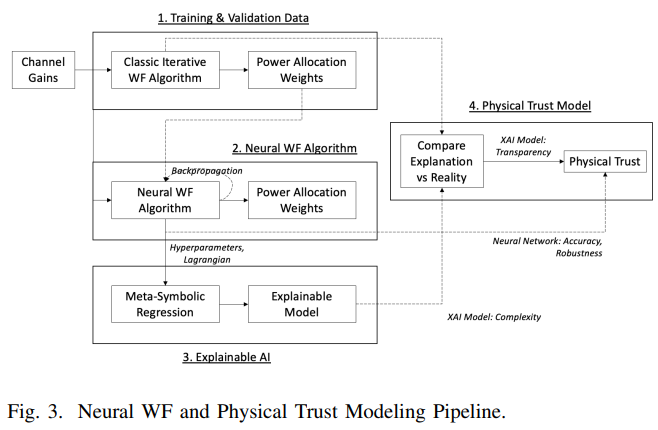 1. Training & Validation Data
Channel
Gains
Classic Iterative
WF Algorithm
Power Allocation
Weights
4. Physical Trust Model
Compare
Explanation
vs Reality
XAI Model:
Transparency
Physical Trust
2. Neural WF Algorithm
Backpropagation
Neural WF
Algorithm
Power Allocation
Weights
Hyperparameters,
Lagrangian
Neural Network: Accuracy,
Robustness
Meta-Symbolic
Regression
Explainable
Model
XAI Model: Complexity
3. Explainable AI
Fig. 3. Neural WF and Physical Trust Modeling Pipeline.